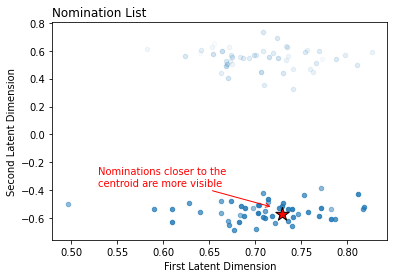 Nomination List
0.8
0.6
0.4
0.2
0.0
−0.2
−0.4
−0.6
Second Latent Dimension
Nominations closer to the
centroid are more visible
0.50 0.55 0.60 0.65 0.70 0.75 0.80
First Latent Dimension